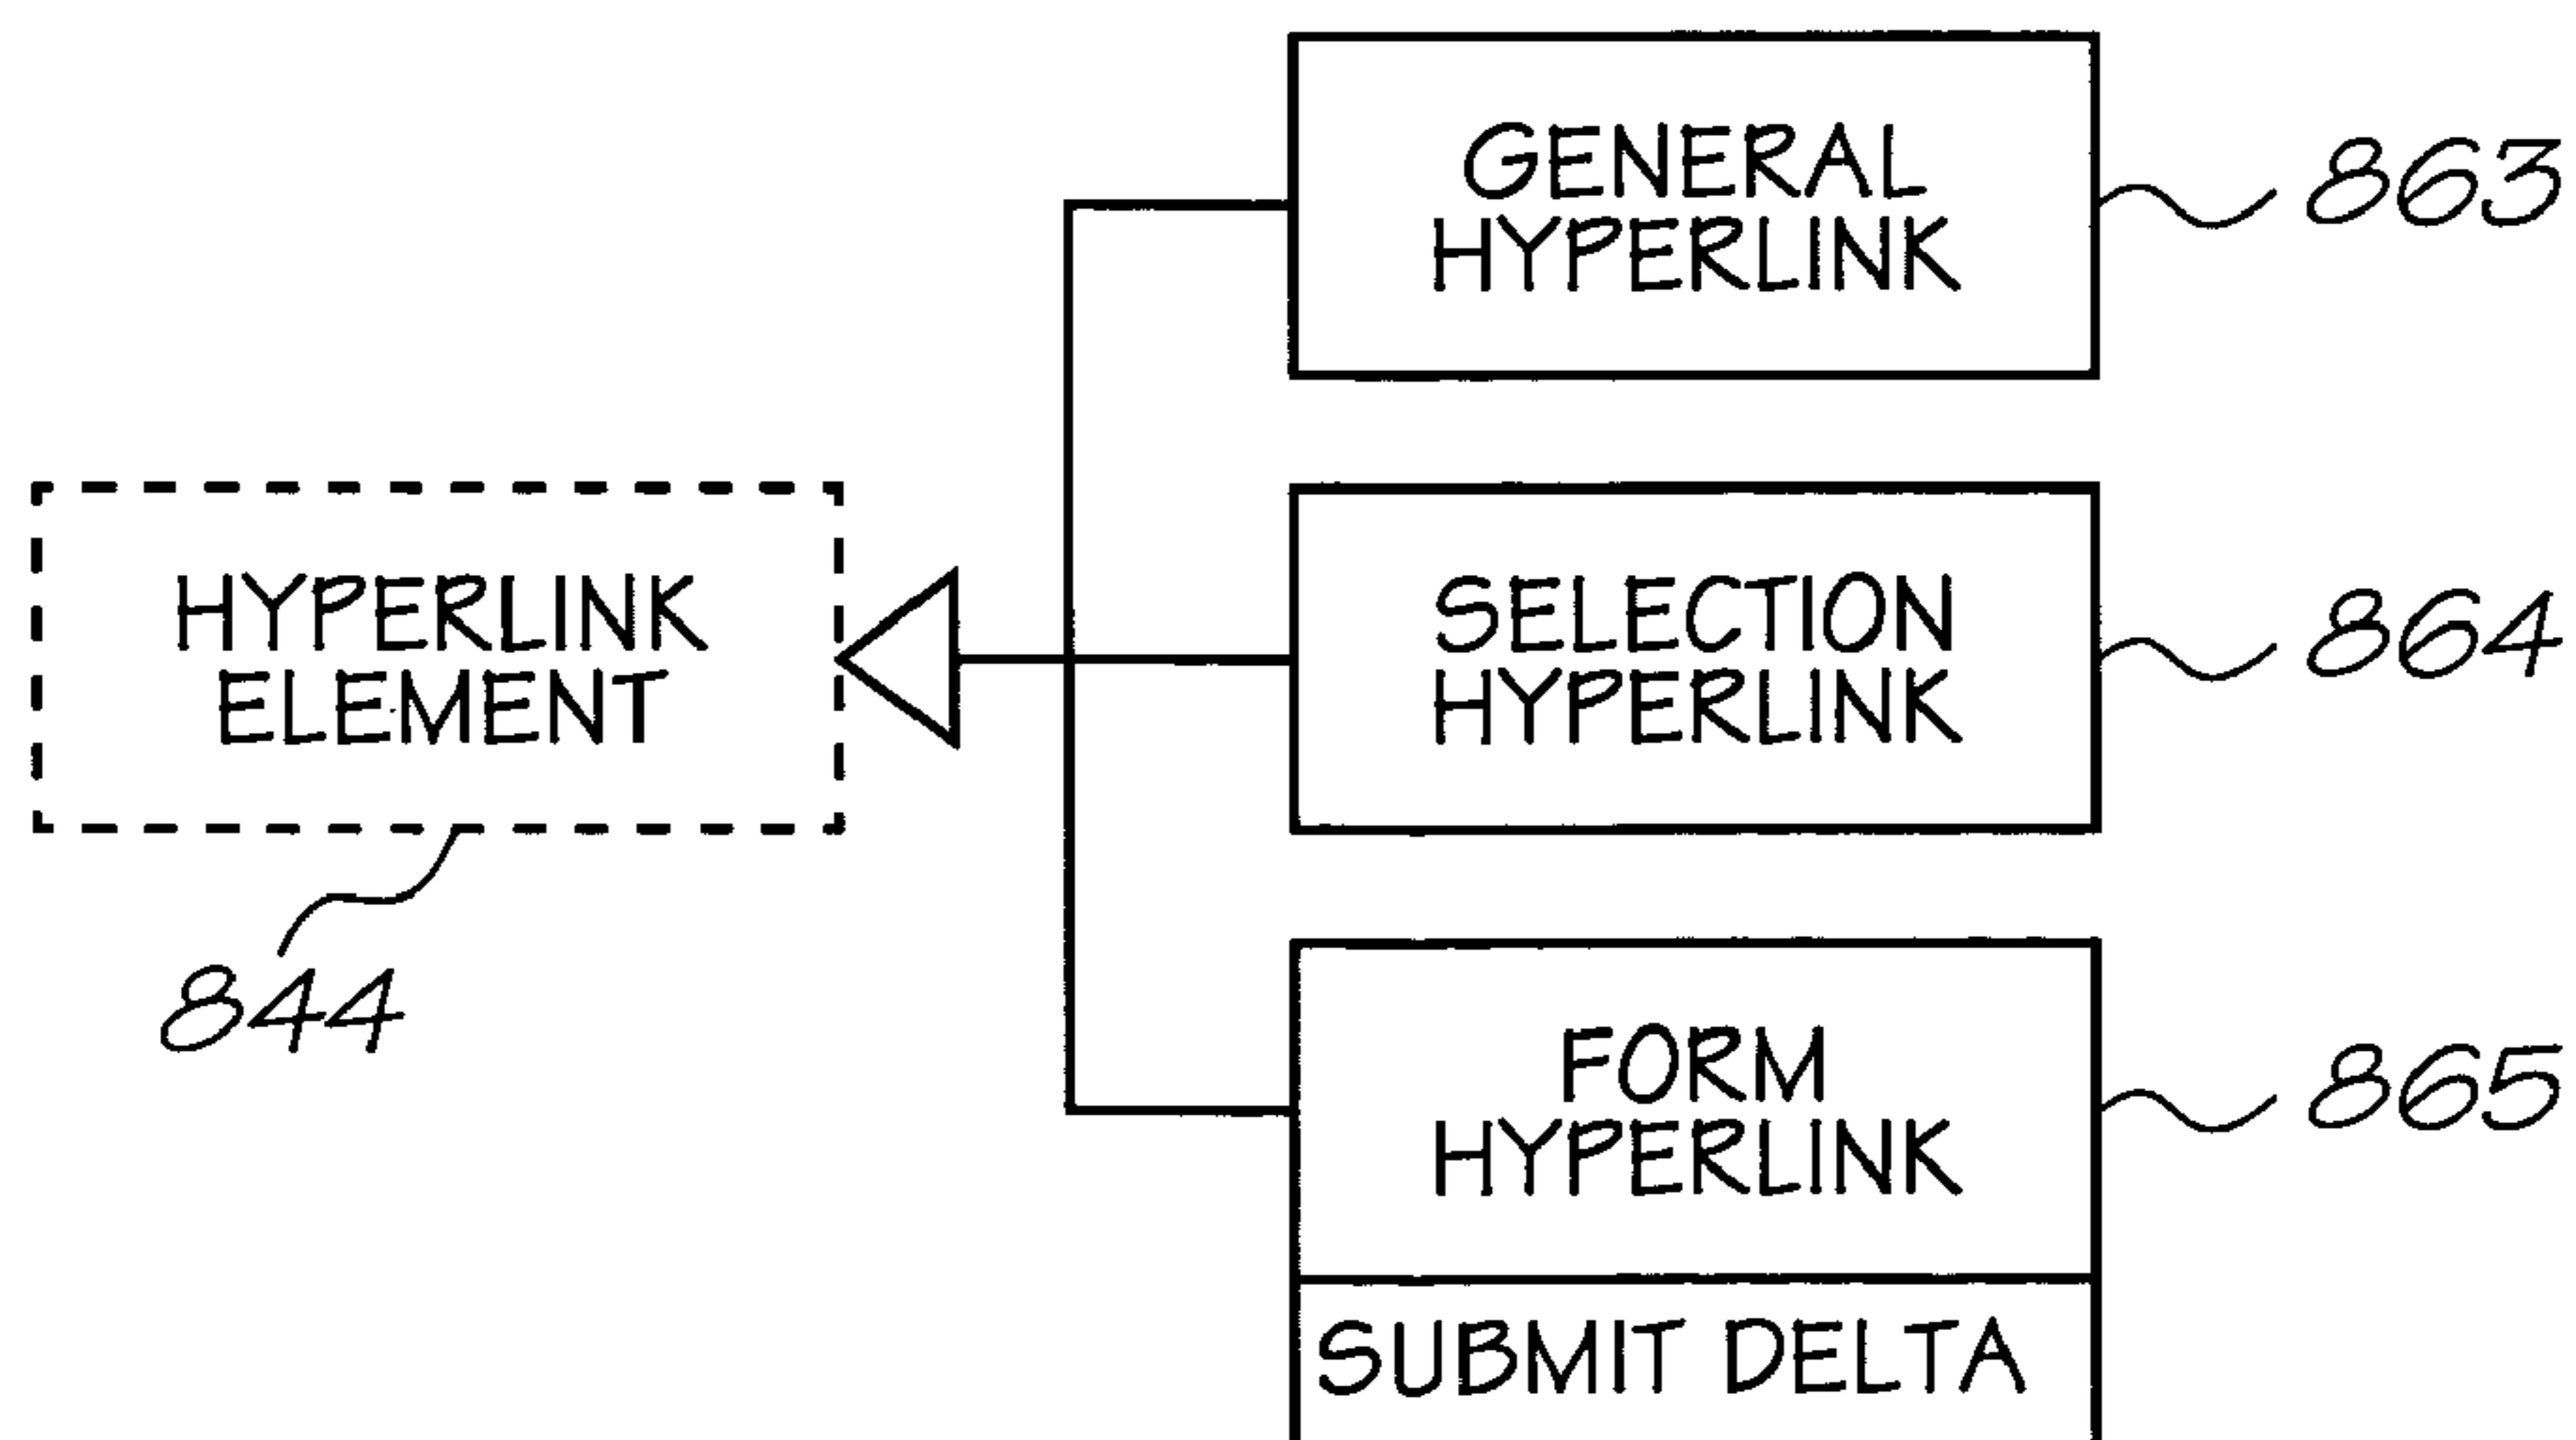 GENERAL
HYPERLINK
863
HYPERLINK
ELEMENT
844
SELECTION
HYPERLINK
864
FORM
HYPERLINK
865
SUBMIT DELTA